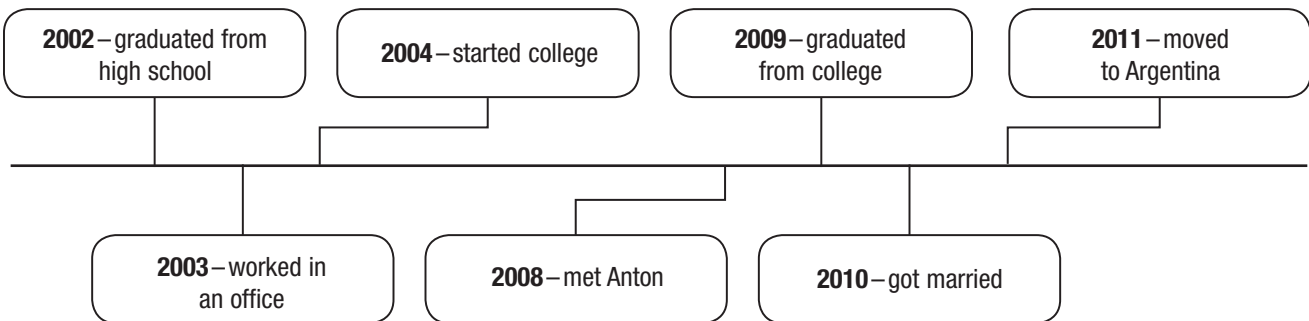 2002–graduated from
high school
2004–started college
2009–graduated
from college
2011–moved
to Argentina
2003–worked in
an office
2008–met Anton
2010–got married